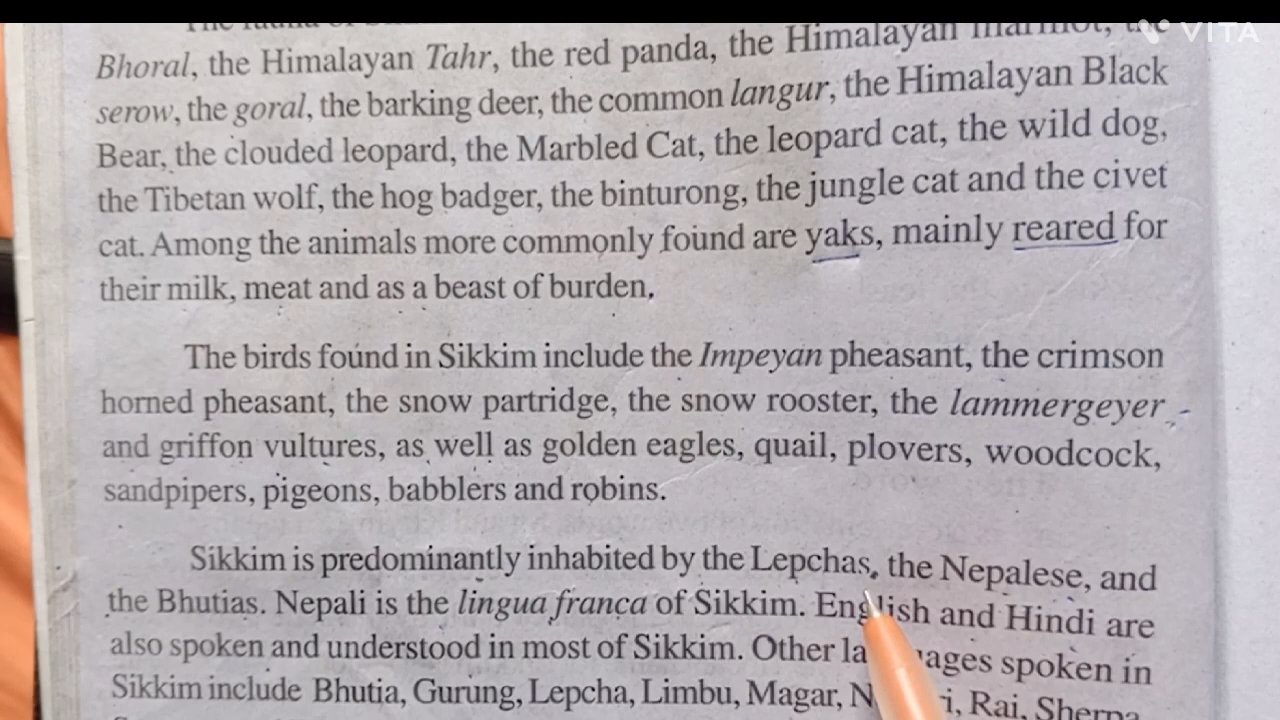 The fauna of
Bhoral, the Himalayan Tahr, the red panda, the Himalayan marmot, the
VITA
serow, the goral, the barking deer, the common langur, the Himalayan Black
Bear, the clouded leopard, the Marbled Cat, the leopard cat, the wild dog,
the Tibetan wolf, the hog badger, the binturong, the jungle cat and the civet
cat. Among the animals more commonly found are yaks, mainly reared for
their milk, meat and as a beast of burden.
The birds found in Sikkim include the Impeyan pheasant, the crimson
horned pheasant, the snow partridge, the snow rooster, the lammergeyer
and griffon vultures, as well as golden eagles, quail, plovers, woodcock,
sandpipers, pigeons, babblers and robins.
Sikkim is predominantly inhabited by the Lepchas, the Nepalese, and
the Bhutias. Nepali is the lingua franca of Sikkim. English and Hindi are
also spoken and understood in most of Sikkim. Other languages spoken in
Sikkim include Bhutia, Gurung, Lepcha, Limbu, Magar, Rai, Sherpa,